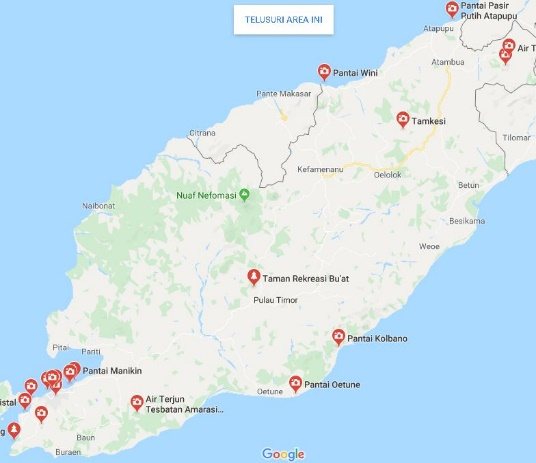 TELUSURI AREA INI
Pantai Pasir
Putih Atapupu
Atapupu
Air T
Atambua
Pantai Wini
Pante Makasar
Tamkesi
Citrana
Tilomar
Kefamenanu
Oelolok
Betun
Nuaf Nefomasi
Naibonat
Besikama
Weoe
Taman Rekreasi Bu'at
Pulau Timor
Pantai Kolbano
Pitai
Pariti
Pantai Manikin
Pantai Oetune
Oetune
istal
Air Terjun
Tesbatan Amarasi...
g
Baun
Buraen
Google